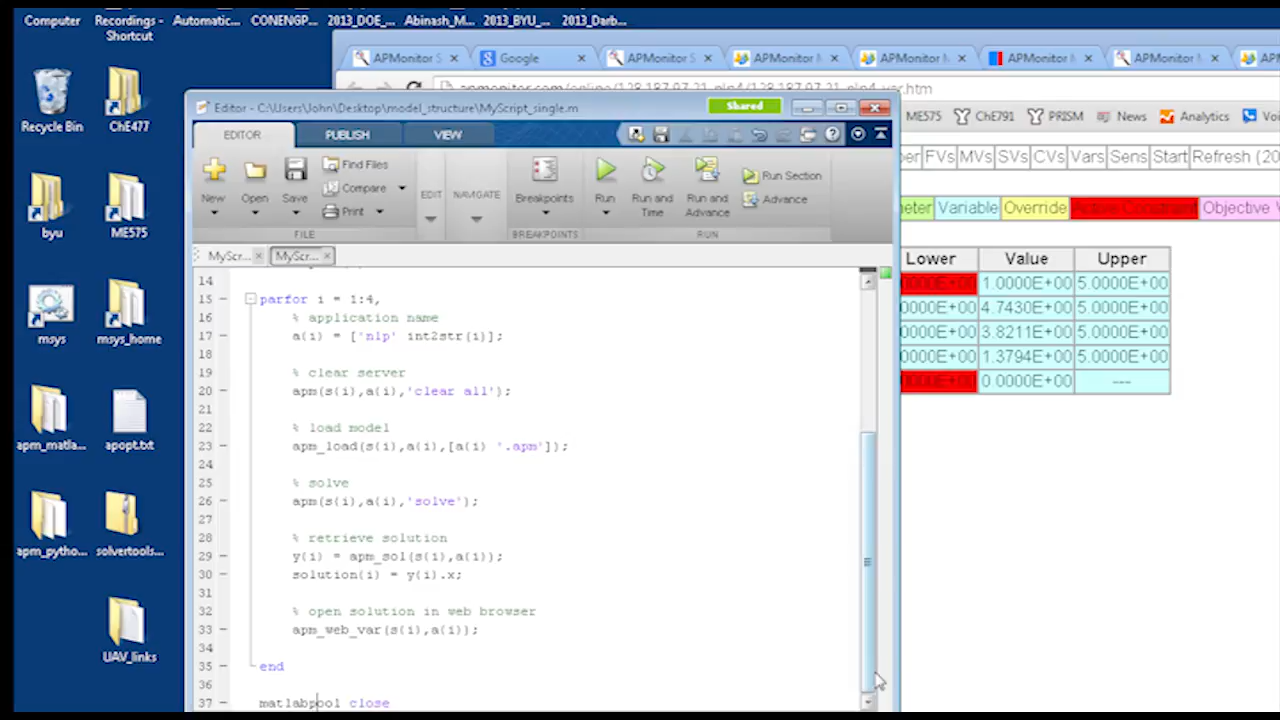 Computer
Recordings - Shortcut
Automatic...
CONENGP...
2013_DOE_...
Abinash_M...
2013_BYU_...
2013_Darb...
Recycle Bin
ChE477
byu
ME575
msys
msys_home
apm_matla...
apopt.txt
apm_pytho...
solvertools...
UAV_links
APMonitor S
Google
APMonitor S
APMonitor M
APMonitor M
APMonitor M
APMonitor S
APMonitor
ME575
ChE791
PRISM
News
Analytics
FVs
MVs
SVs
CVs
Vars
Sens
Start
Refresh (20
Variable
Override
Objective
Lower
Value
Upper
1.0000E+00
5.0000E+00
4.7430E+00
5.0000E+00
3.8211E+00
5.0000E+00
1.3794E+00
5.0000E+00
0.0000E+00
---
Editor - C:\Users\John\Desktop\model_structure\MyScript_single.m
Shared
EDITOR
PUBLISH
VIEW
New
Open
Save
Find Files
Compare
Print
FILE
EDIT
NAVIGATE
Breakpoints
BREAKPOINTS
Run
Run and Time
Run and Advance
Run Section
Advance
RUN
MyScr...
MyScr...
14
15 parfor i = 1:4,
16 % application name
17 a(i) = ['nlp' int2str(i)];
18
19 % clear server
20 apm(s(i),a(i),'clear all');
21
22 % load model
23 apm_load(s(i),a(i),[a(i) '.apm']);
24
25 % solve
26 apm(s(i),a(i),'solve');
27
28 % retrieve solution
29 y(i) = apm_sol(s(i),a(i));
30 solution(i) = y(i).x;
31
32 % open solution in web browser
33 apm_web_var(s(i),a(i));
34
35 end
36
37 matlabpool close